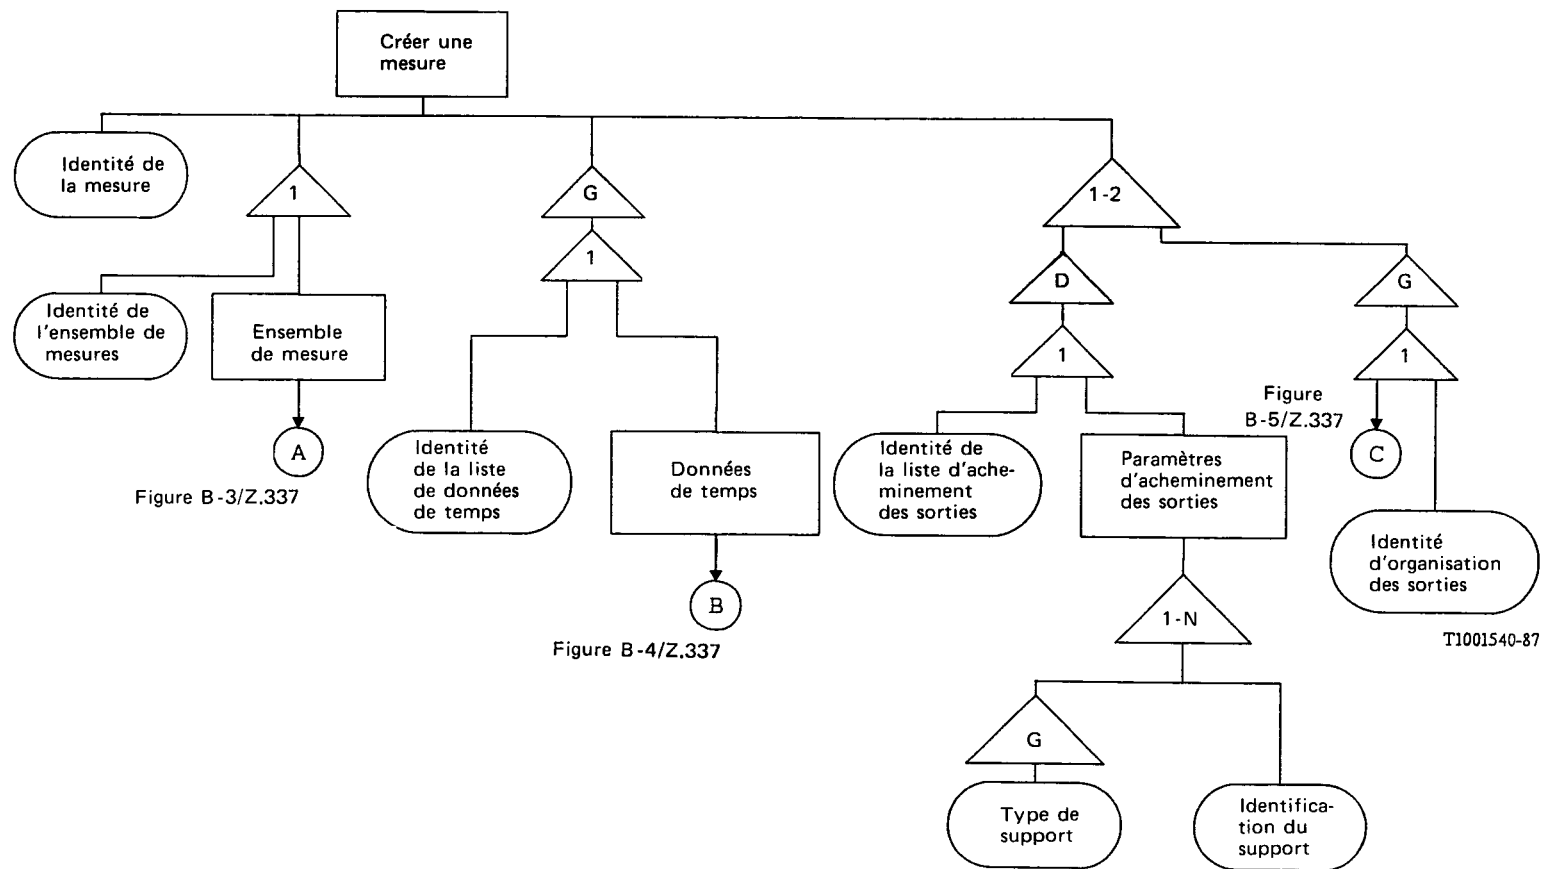 Créer une
mesure
Identité de
la mesure
1
G
1-2
1
D
G
Identité de
l'ensemble de
mesures
Ensemble
de mesure
1
1
Figure
B-5/Z.337
A
Figure B-3/Z.337
Identité
de la liste
de données
de temps
Données
de temps
Identité de
la liste d'ache-
minement
des sorties
Paramètres
d'acheminement
des sorties
C
Identité
d'organisation
des sorties
B
Figure B-4/Z.337
1-N
T1001540-87
G
Type de
support
Identifica-
tion du
support